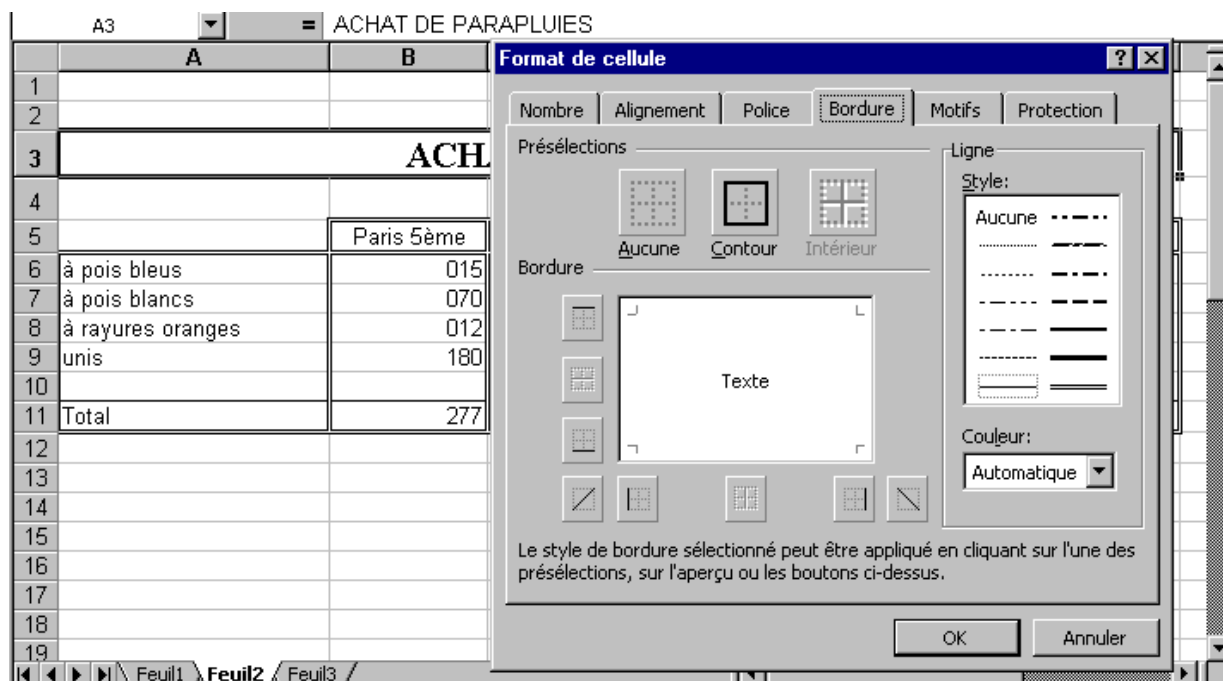 A3 = ACHAT DE PARAPLUIES
A B
Format de cellule
Nombre Alignement Police Bordure Motifs Protection
Présélections
Aucune Contour Intérieur
Bordure
Texte
Ligne
Style:
Aucune
Couleur:
Automatique
Le style de bordure sélectionné peut être appliqué en cliquant sur l'une des
présélections, sur l'aperçu ou les boutons ci-dessus.
OK Annuler
1
2
3 ACH
4
5 Paris 5ème
6 à pois bleus 015
7 à pois blancs 070
8 à rayures oranges 012
9 unis 180
10
11 Total 277
12
13
14
15
16
17
18
19
Feuil1 Feuil2 Feuil3